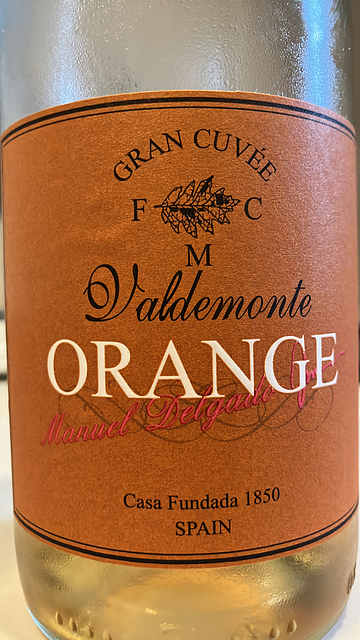 GRAN CUVÉE
F C
M
Valdemonte
ORANGE
Manuel Delgado
Casa Fundada 1850
SPAIN